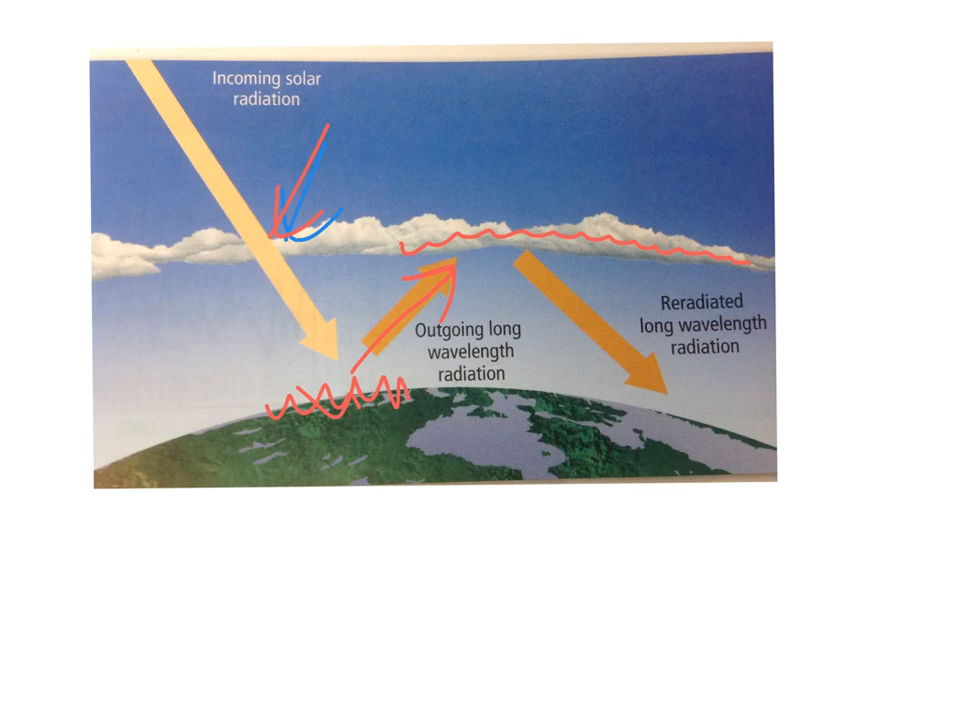 Incoming solar
radiation
Outgoing long
wavelength
radiation
Reradiated
long wavelength
radiation